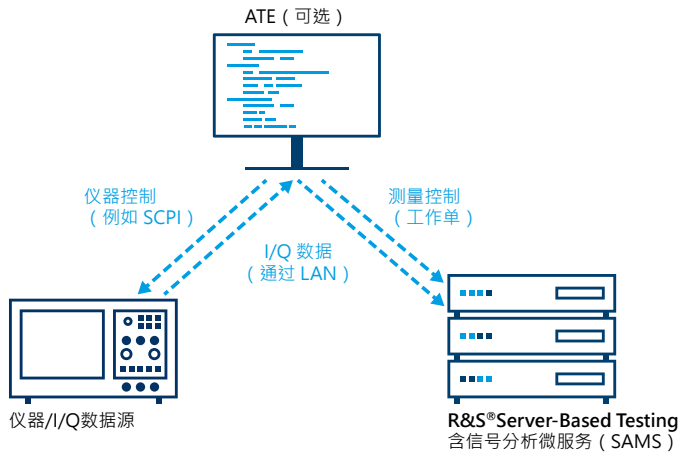 ATE（可选）
仪器控制
（例如 SCPI）
测量控制
（工作单）
I/Q 数据
（通过 LAN）
仪器/I/Q数据源
R&S®Server-Based Testing
含信号分析微服务（SAMS）